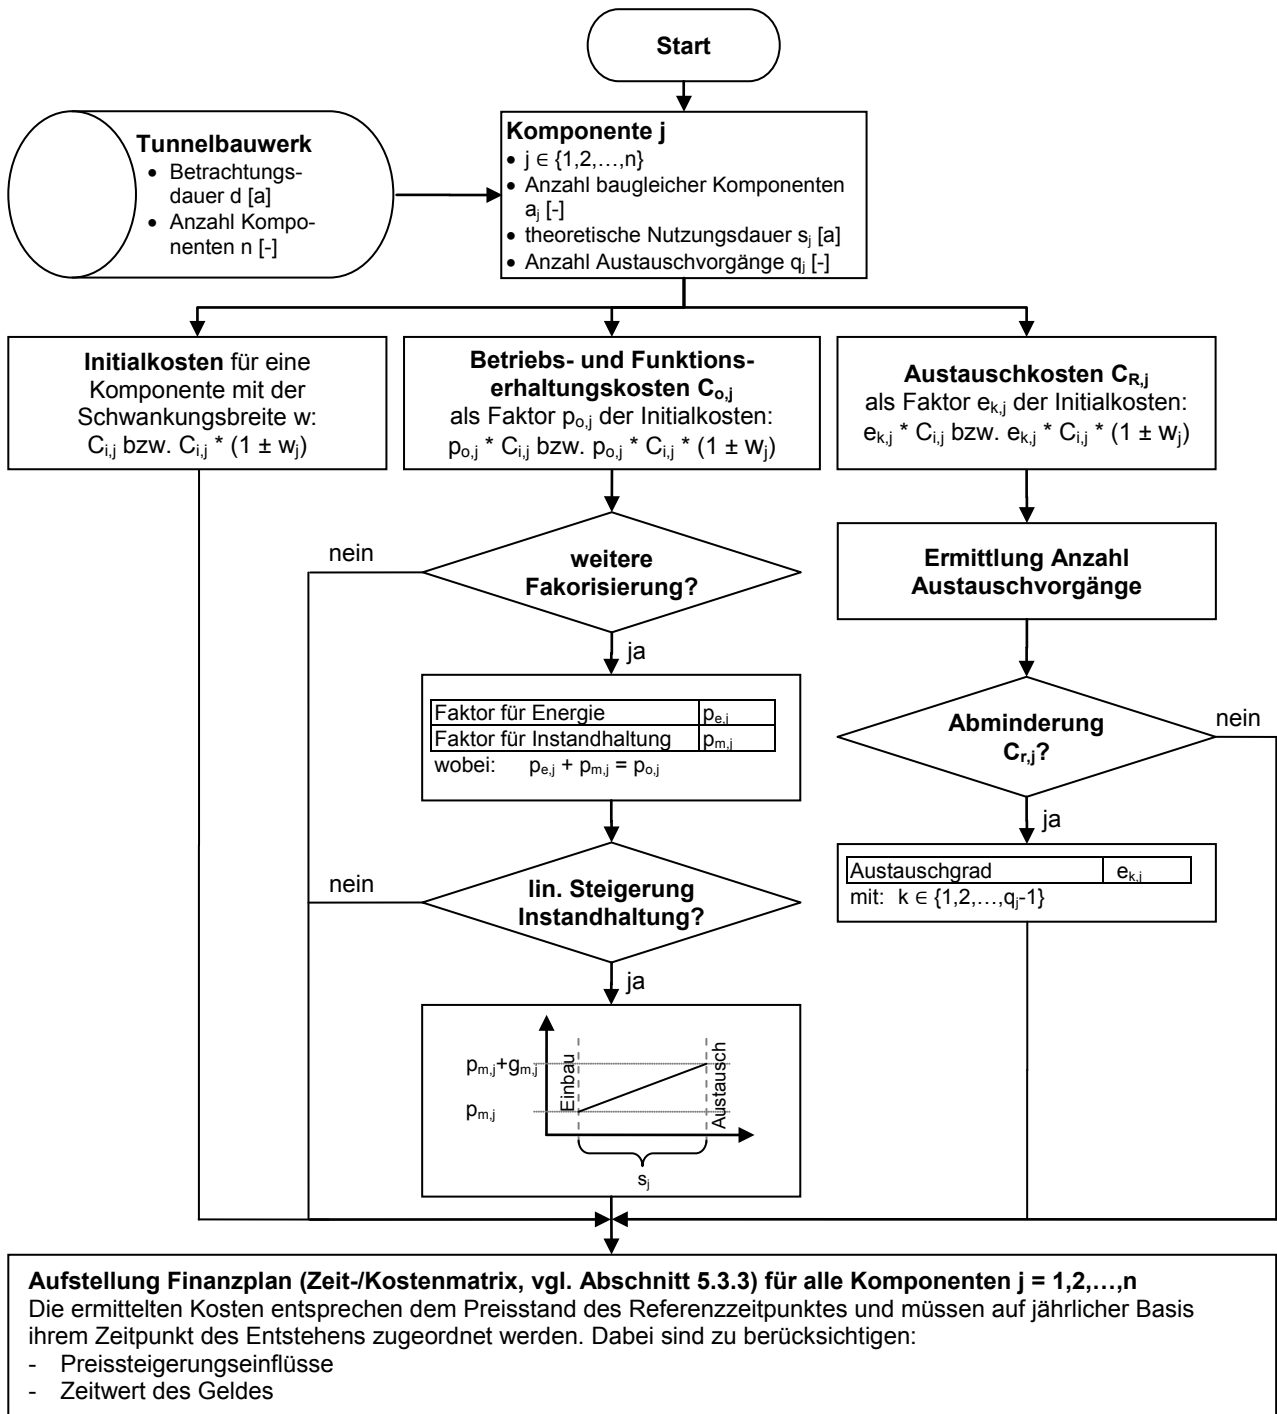 Start
Tunnelbauwerk
• Betrachtungs-
dauer d [a]
• Anzahl Kompo-
nenten n [-]
Komponente j
• j ∈ {1,2,…,n}
• Anzahl baugleicher Komponenten
aj [-]
• theoretische Nutzungsdauer sj [a]
• Anzahl Austauschvorgänge qj [-]
Initialkosten für eine
Komponente mit der
Schwankungsbreite w:
Ci,j bzw. Ci,j * (1 ± wj)
Betriebs- und Funktions-
erhaltungskosten Co,j
als Faktor po,j der Initialkosten:
po,j * Ci,j bzw. po,j * Ci,j * (1 ± wj)
Austauschkosten CR,j
als Faktor ek,j der Initialkosten:
ek,j * Ci,j bzw. ek,j * Ci,j * (1 ± wj)
nein
weitere
Fakorisierung?
ja
Ermittlung Anzahl
Austauschvorgänge
Faktor für Energie pe,j
Faktor für Instandhaltung pm,j
wobei: pe,j + pm,j = po,j
Abminderung
Cr,j?
nein
ja
nein
lin. Steigerung
Instandhaltung?
ja
Austauschgrad ek,j
mit: k ∈ {1,2,…,qj-1}
pm,j+gm,j
pm,j
Einbau
Austausch
sj
Aufstellung Finanzplan (Zeit-/Kostenmatrix, vgl. Abschnitt 5.3.3) für alle Komponenten j = 1,2,…,n
Die ermittelten Kosten entsprechen dem Preisstand des Referenzzeitpunktes und müssen auf jährlicher Basis
ihrem Zeitpunkt des Entstehens zugeordnet werden. Dabei sind zu berücksichtigen:
- Preissteigerungseinflüsse
- Zeitwert des Geldes